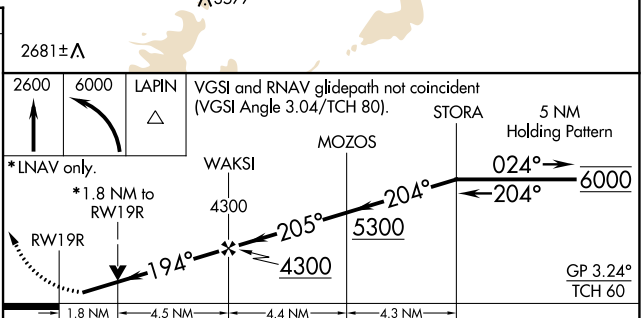 2681±
2600 6000 LAPIN
VGSI and RNAV glidepath not coincident
(VGSI Angle 3.04/TCH 80).
*LNAV only.
STORA
5 NM
Holding Pattern
MOZOS
WAKSI
024°
6000
204°
204°
*1.8 NM to
RW19R
4300
205°
5300
RW19R
194°
4300
GP 3.24°
TCH 60
1.8 NM 4.5 NM 4.4 NM 4.3 NM